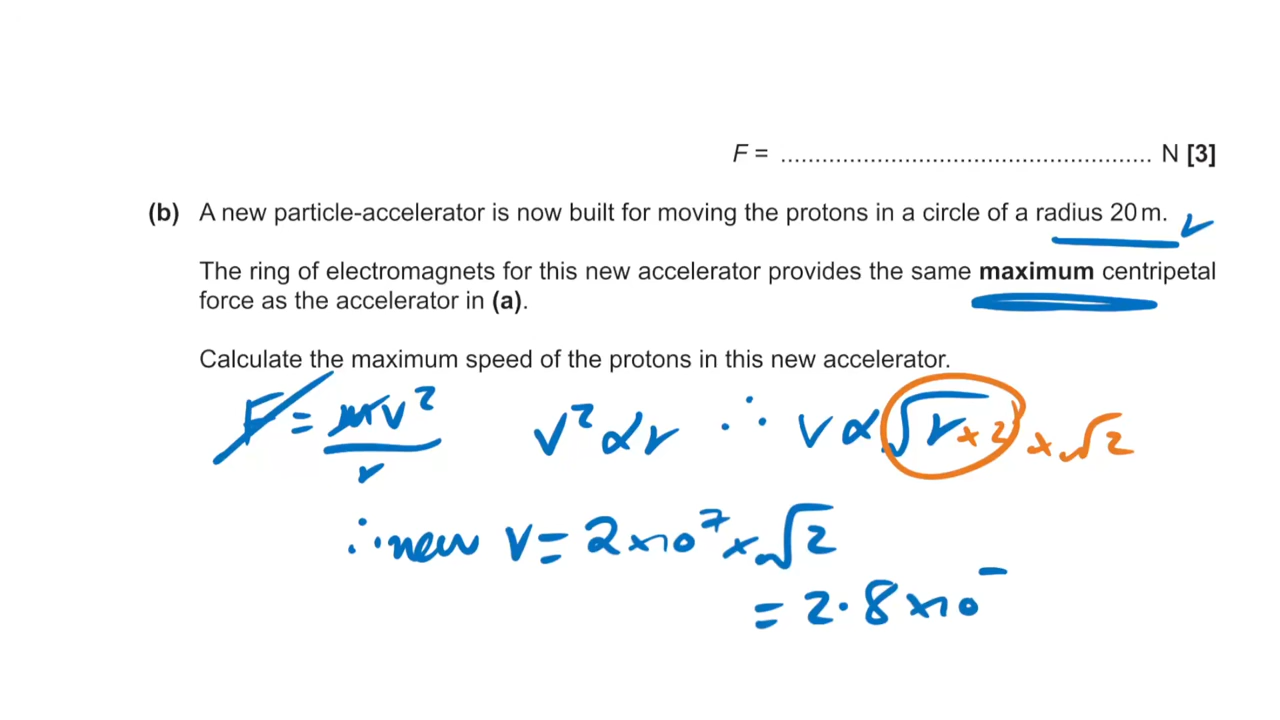 F = ...................................................... N [3]
(b) A new particle-accelerator is now built for moving the protons in a circle of a radius 20 m.
The ring of electromagnets for this new accelerator provides the same maximum centripetal
force as the accelerator in (a).
Calculate the maximum speed of the protons in this new accelerator.
F = mv²/r v² ∝ r ∴ v ∝ √r × 2 × √2
∴ new v = 2×10⁷ × √2
= 2.8×10